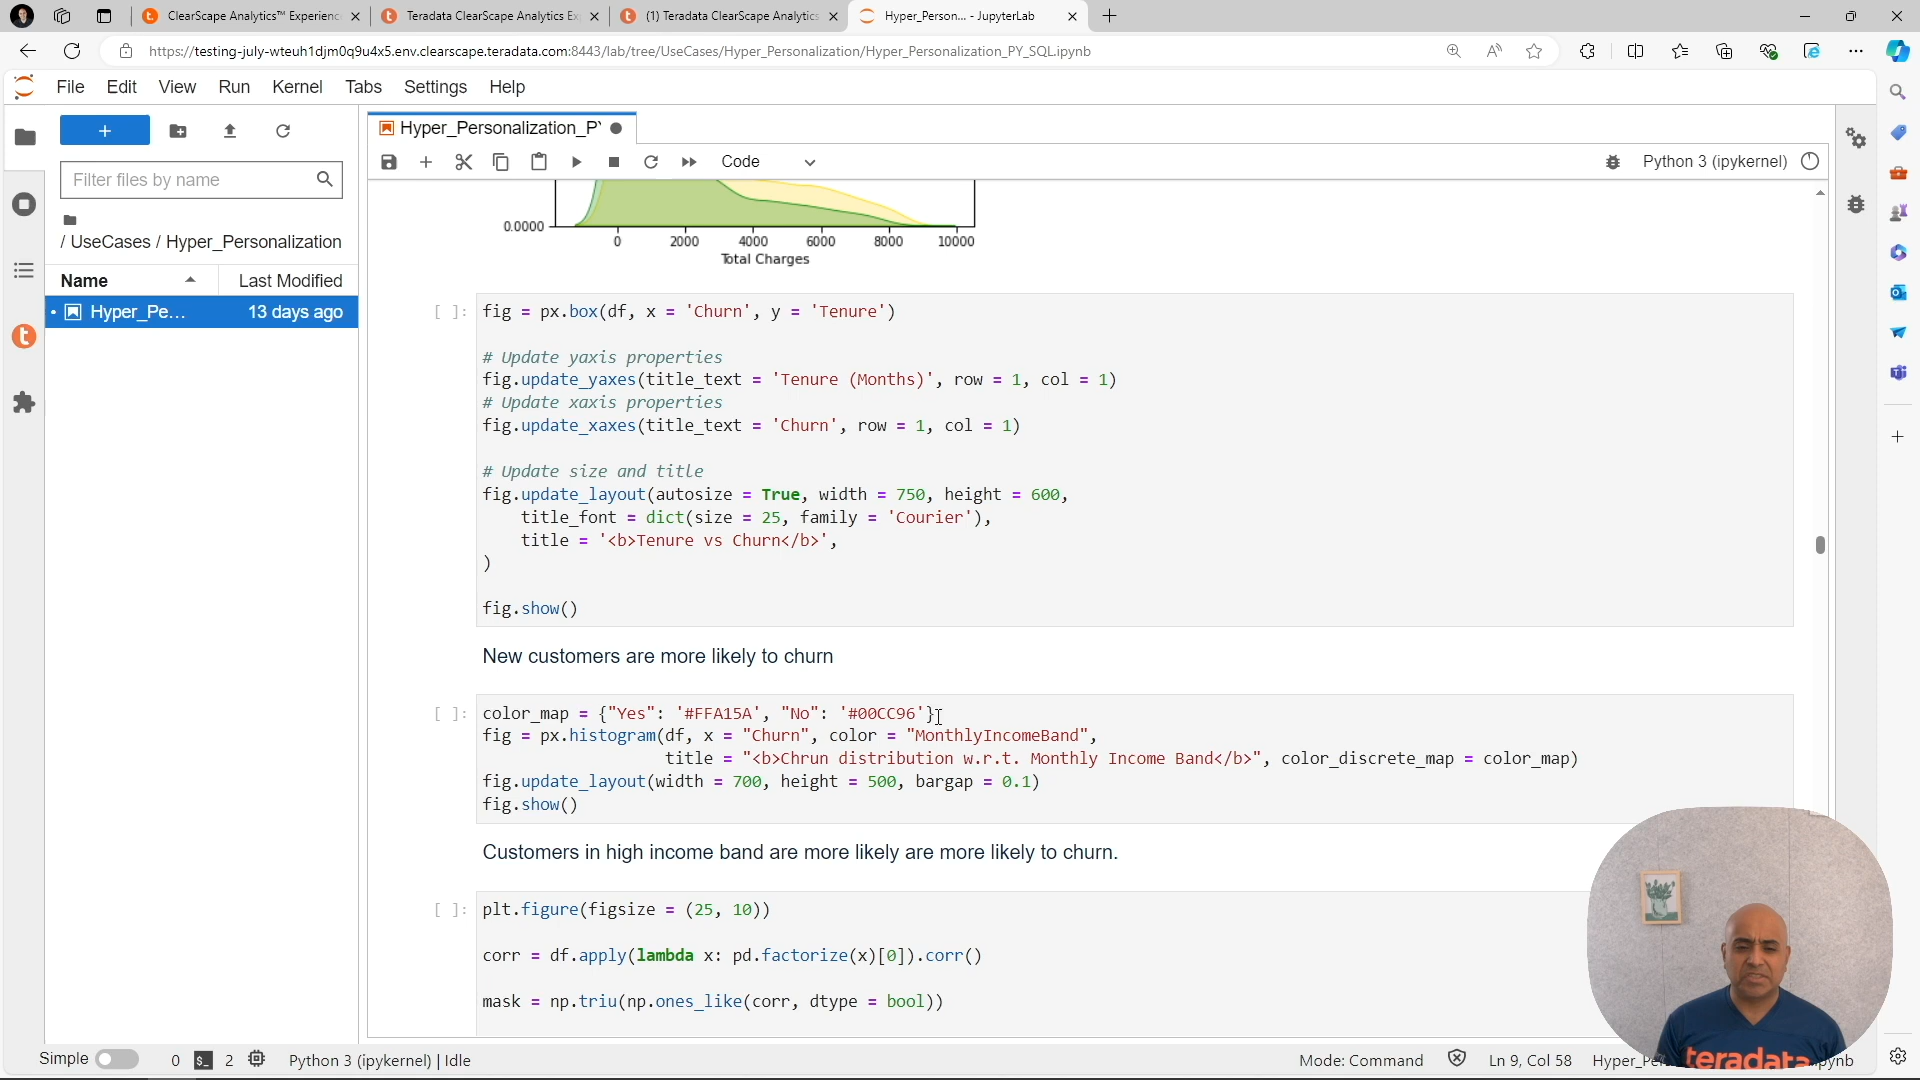 ClearScape Analytics™ Experienc
Teradata ClearScape Analytics Ex
(1) Teradata ClearScape Analytics
Hyper_Person... - JupyterLab
https://testing-july-wteuh1djm0q9u4x5.env.clearscape.teradata.com:8443/lab/tree/UseCases/Hyper_Personalization/Hyper_Personalization_PY_SQL.ipynb
File Edit View Run Kernel Tabs Settings Help
Hyper_Personalization_P
Code
Python 3 (ipykernel)
Filter files by name
/ UseCases / Hyper_Personalization
Name Last Modified
Hyper_Pe... 13 days ago
0.0000
0 2000 4000 6000 8000 10000
Total Charges
[ ]: fig = px.box(df, x = 'Churn', y = 'Tenure')
# Update yaxis properties
fig.update_yaxes(title_text = 'Tenure (Months)', row = 1, col = 1)
# Update xaxis properties
fig.update_xaxes(title_text = 'Churn', row = 1, col = 1)
# Update size and title
fig.update_layout(autosize = True, width = 750, height = 600,
title_font = dict(size = 25, family = 'Courier'),
title = '<b>Tenure vs Churn</b>',
)
fig.show()
New customers are more likely to churn
[ ]: color_map = {"Yes": '#FFA15A', "No": '#00CC96'}
fig = px.histogram(df, x = "Churn", color = "MonthlyIncomeBand",
title = "<b>Chrun distribution w.r.t. Monthly Income Band</b>", color_discrete_map = color_map)
fig.update_layout(width = 700, height = 500, bargap = 0.1)
fig.show()
Customers in high income band are more likely are more likely to churn.
[ ]: plt.figure(figsize = (25, 10))
corr = df.apply(lambda x: pd.factorize(x)[0]).corr()
mask = np.triu(np.ones_like(corr, dtype = bool))
Simple 0 2 Python 3 (ipykernel) | Idle
Mode: Command Ln 9, Col 58 Hyper_Pe
ipynb
teradata